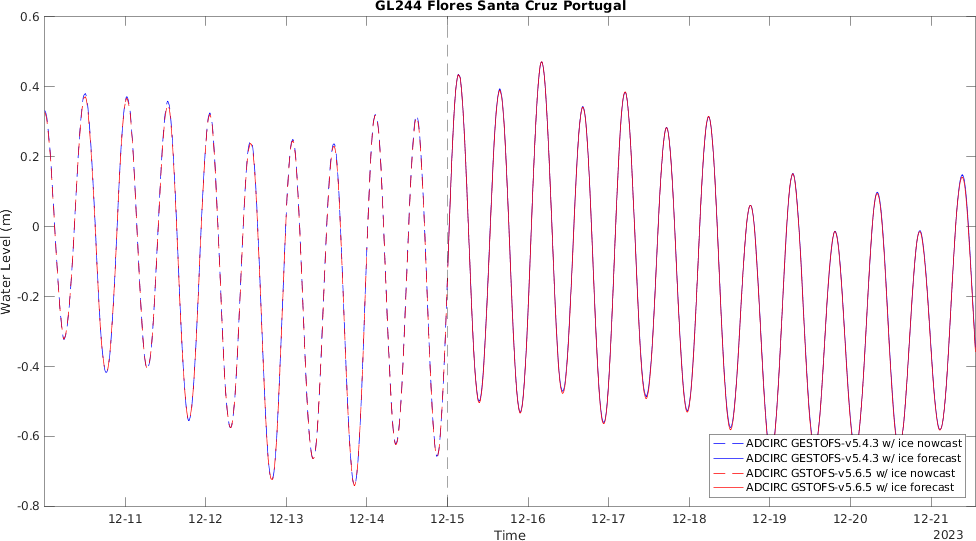 GL244 Flores Santa Cruz Portugal
0.6
0.4
0.2
0
-0.2
-0.4
-0.6
-0.8
Water Level (m)
ADCIRC GESTOFS-v5.4.3 w/ ice nowcast
ADCIRC GESTOFS-v5.4.3 w/ ice forecast
ADCIRC GSTOFS-v5.6.5 w/ ice nowcast
ADCIRC GSTOFS-v5.6.5 w/ ice forecast
12-11 12-12 12-13 12-14 12-15 12-16 12-17 12-18 12-19 12-20 12-21
Time
2023